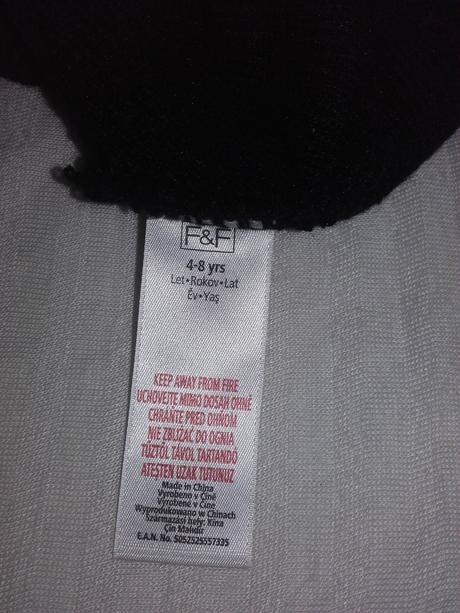 F&F
4-8 yrs
Let•Rokov•Lat
Év•Yaş
KEEP AWAY FROM FIRE
UCHOVEJTE MIMO DOSAH OHNĚ
CHRÁŇTE PRED OHŇOM
NIE ZBLIŻAĆ DO OGNIA
TŰZTŐL TÁVOL TARTANDÓ
ATEŞTEN UZAK TUTUNUZ
Made in China
Vyrobeno v Číně
Vyrobené v Číne
Wyprodukowano w Chinach
Származási hely: Kína
Çin Malıdır
E.A.N. No. 5052525557335